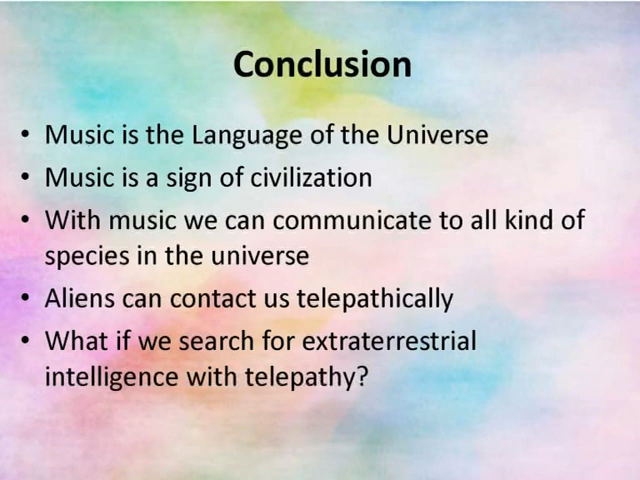 Conclusion
• Music is the Language of the Universe
• Music is a sign of civilization
• With music we can communicate to all kind of
species in the universe
• Aliens can contact us telepathically
• What if we search for extraterrestrial
intelligence with telepathy?